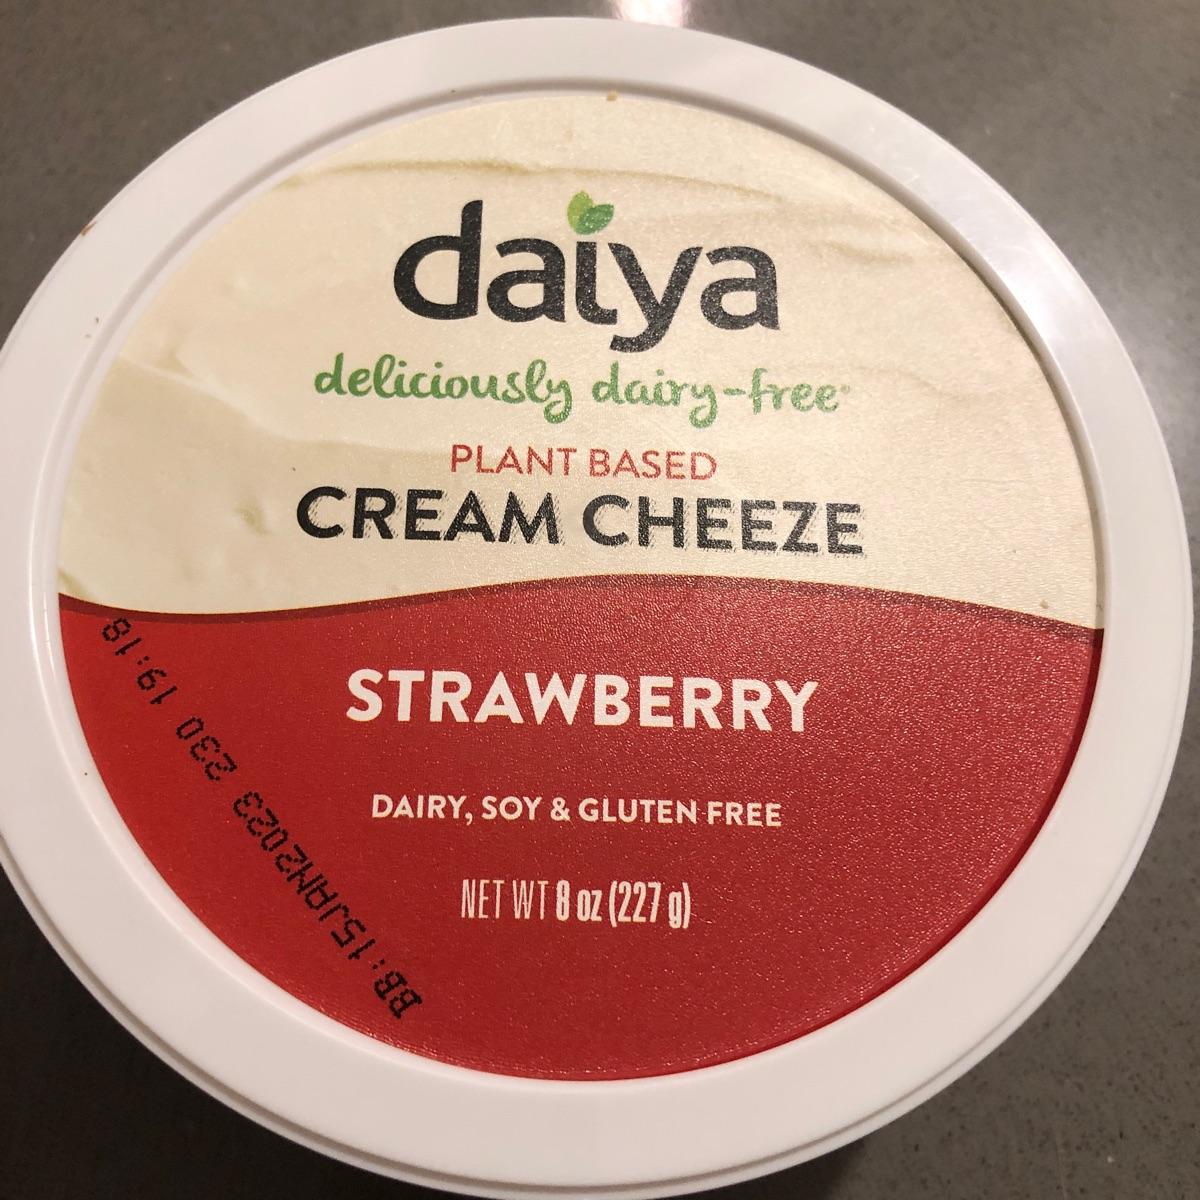 daiya
deliciously dairy-free
PLANT BASED
CREAM CHEEZE
STRAWBERRY
DAIRY, SOY & GLUTEN FREE
NET WT 8 oz (227 g)
BB:15JAN2023 230 19:18